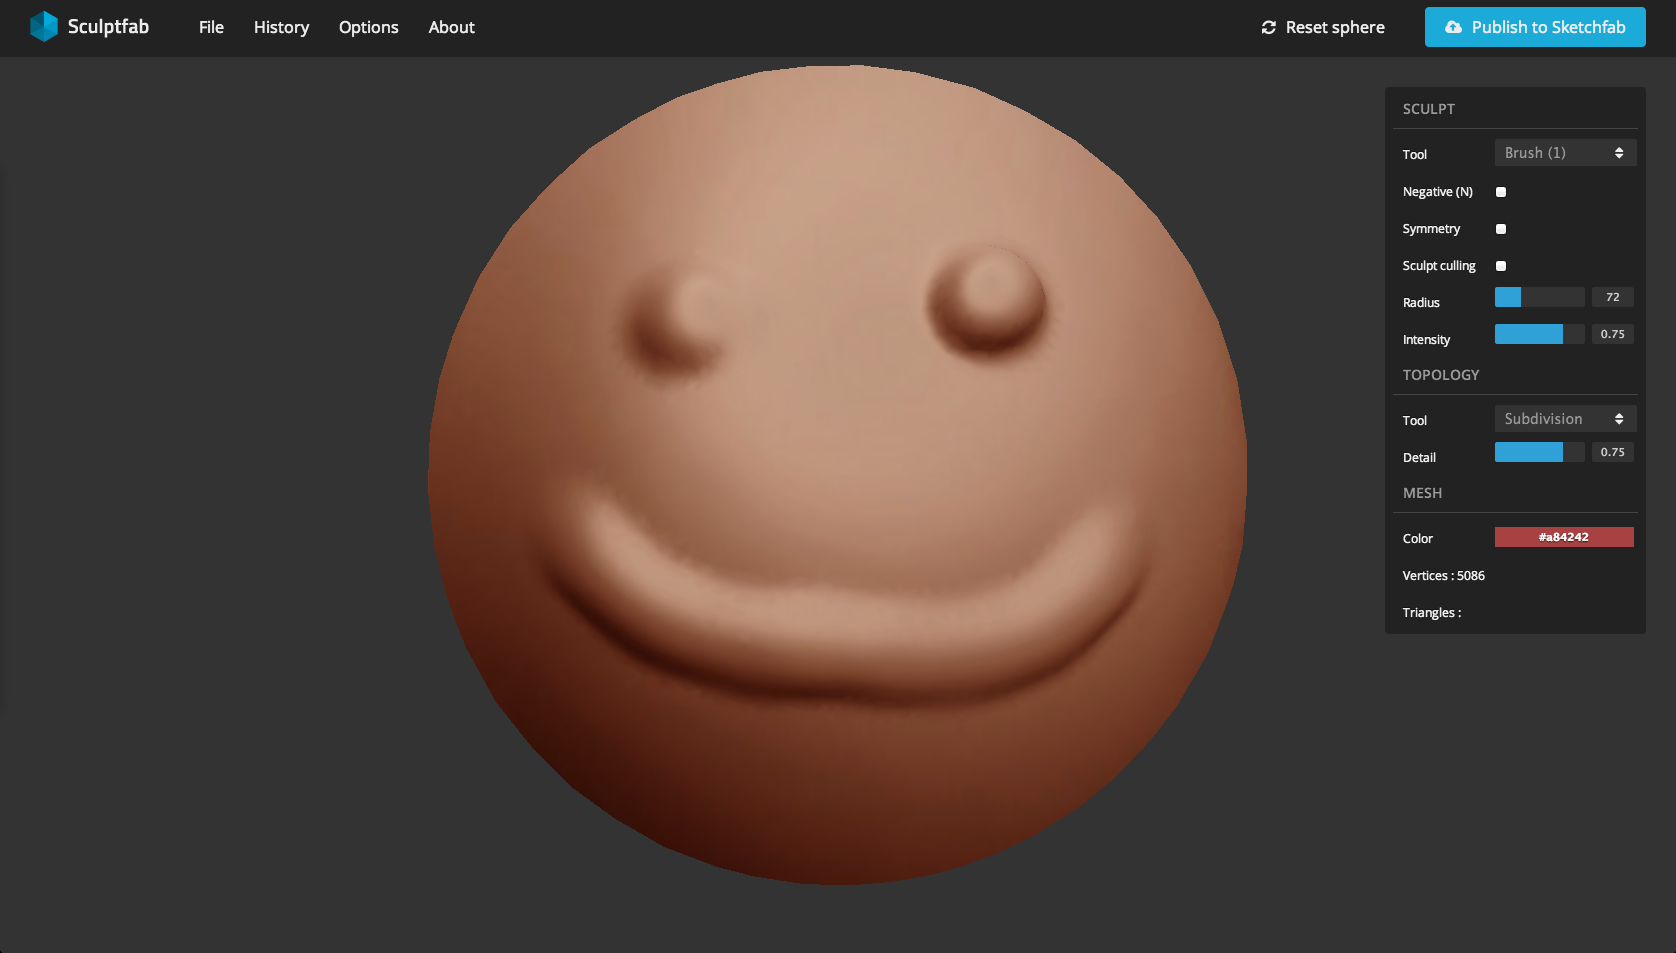 Sculptfab File History Options About Reset sphere Publish to Sketchfab
SCULPT
Tool Brush (1)
Negative (N)
Symmetry
Sculpt culling
Radius 72
Intensity 0.75
TOPOLOGY
Tool Subdivision
Detail 0.75
MESH
Color #a84242
Vertices : 5086
Triangles :